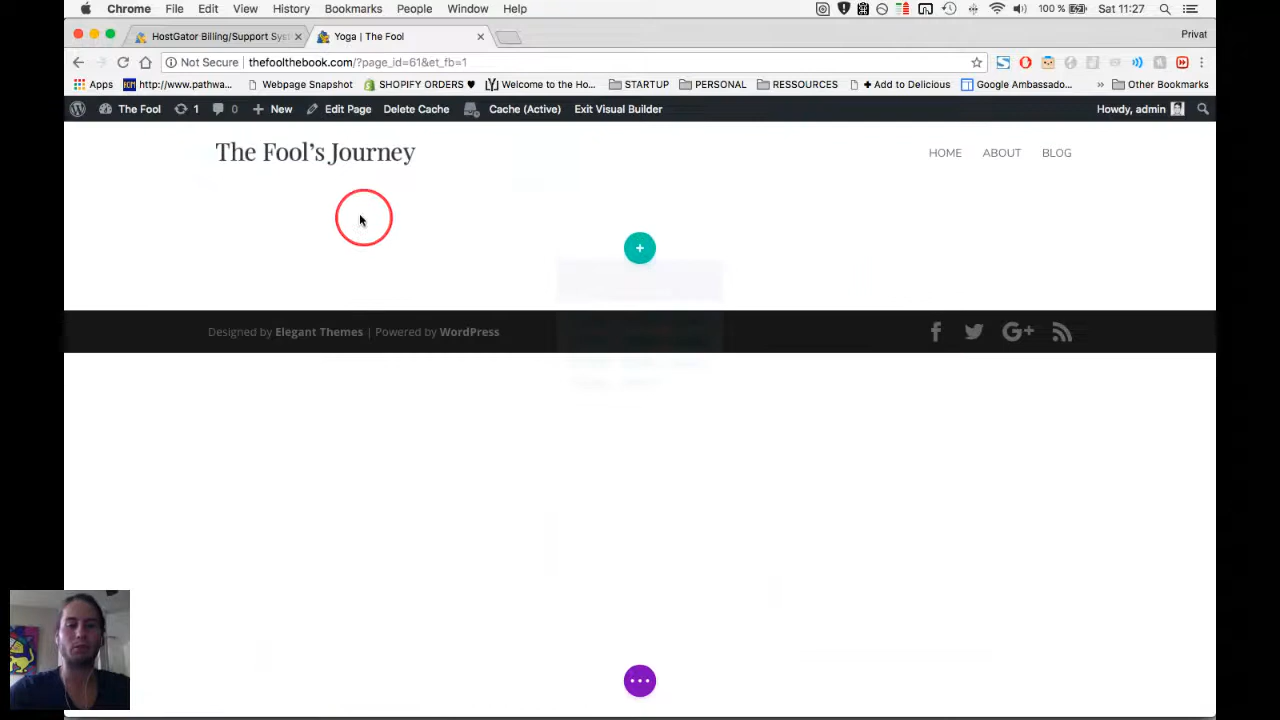 Chrome File Edit View History Bookmarks People Window Help 100 % Sat 11:27
HostGator Billing/Support Sys Yoga | The Fool Privat
Not Secure thefoolthebook.com/?page_id=61&et_fb=1
Apps http://www.pathwa... Webpage Snapshot SHOPIFY ORDERS ♥ Welcome to the Ho... STARTUP PERSONAL RESSOURCES + Add to Delicious Google Ambassado... » Other Bookmarks
The Fool 1 0 New Edit Page Delete Cache Cache (Active) Exit Visual Builder Howdy, admin
The Fool's Journey HOME ABOUT BLOG
Designed by Elegant Themes | Powered by WordPress